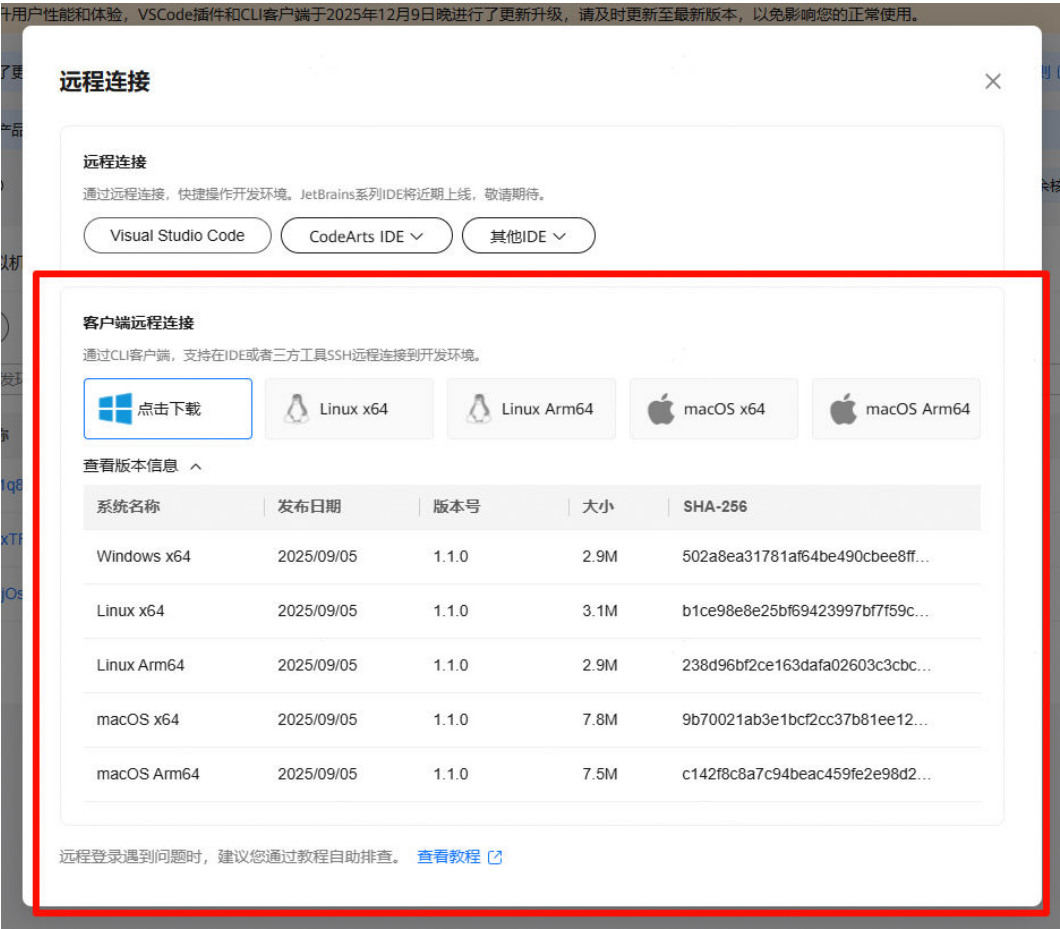 升用户性能和体验，VSCode插件和CLI客户端于2025年12月9日晚进行了更新升级，请及时更新至最新版本，以免影响您的正常使用。
了更
远程连接
产品
远程连接
通过远程连接，快捷操作开发环境。JetBrains系列IDE将近期上线，敬请期待。
Visual Studio Code
CodeArts IDE
其他IDE
以机
客户端远程连接
通过CLI客户端，支持在IDE或者三方工具SSH远程连接到开发环境。
点击下载
Linux x64
Linux Arm64
macOS x64
macOS Arm64
查看版本信息
系统名称 发布日期 版本号 大小 SHA-256
Windows x64 2025/09/05 1.1.0 2.9M 502a8ea31781af64be490cbee8ff...
Linux x64 2025/09/05 1.1.0 3.1M b1ce98e8e25bf69423997bf7f59c...
Linux Arm64 2025/09/05 1.1.0 2.9M 238d96bf2ce163dafa02603c3cbc...
macOS x64 2025/09/05 1.1.0 7.8M 9b70021ab3e1bcf2cc37b81ee12...
macOS Arm64 2025/09/05 1.1.0 7.5M c142f8c8a7c94beac459fe2e98d2...
远程登录遇到问题时，建议您通过教程自助排查。 查看教程